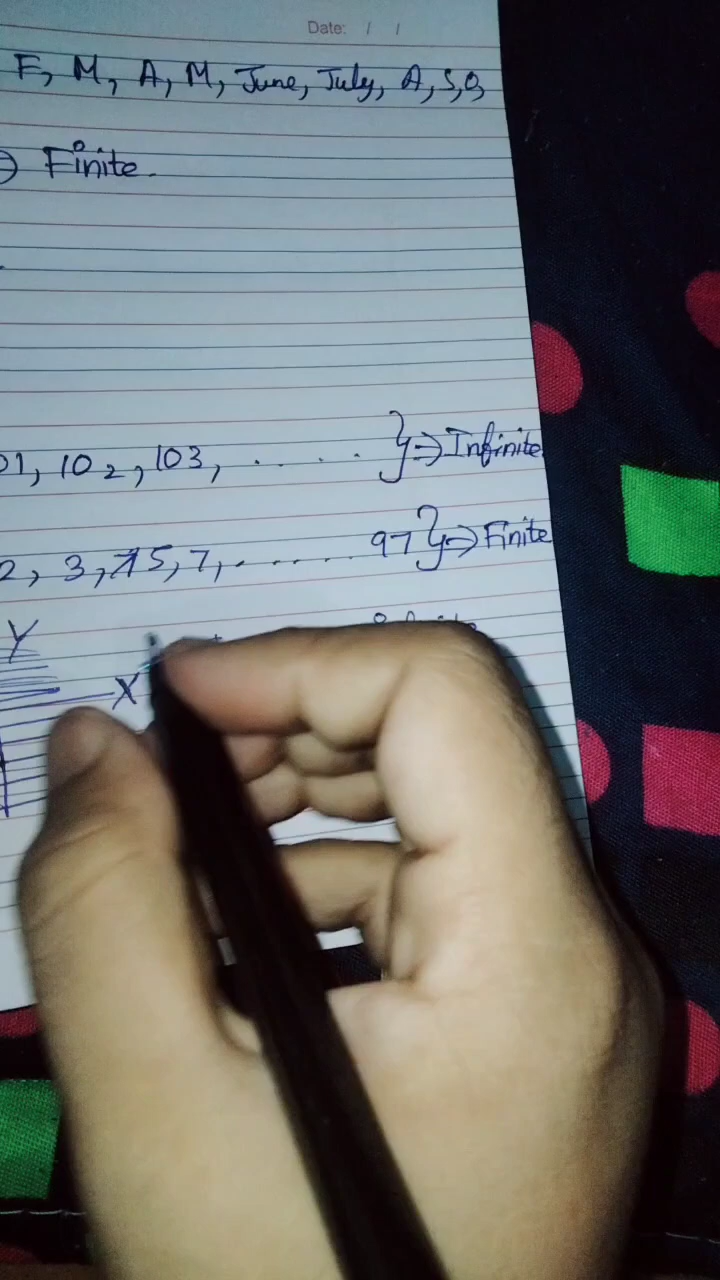 Date: / /
F, M, A, M, June, July, A, S, O,
Finite.
01, 102, 103, ..... } ⇒ Infinite
2, 3, 5, 7, ...... 97 } ⇒ Finite
Y
X